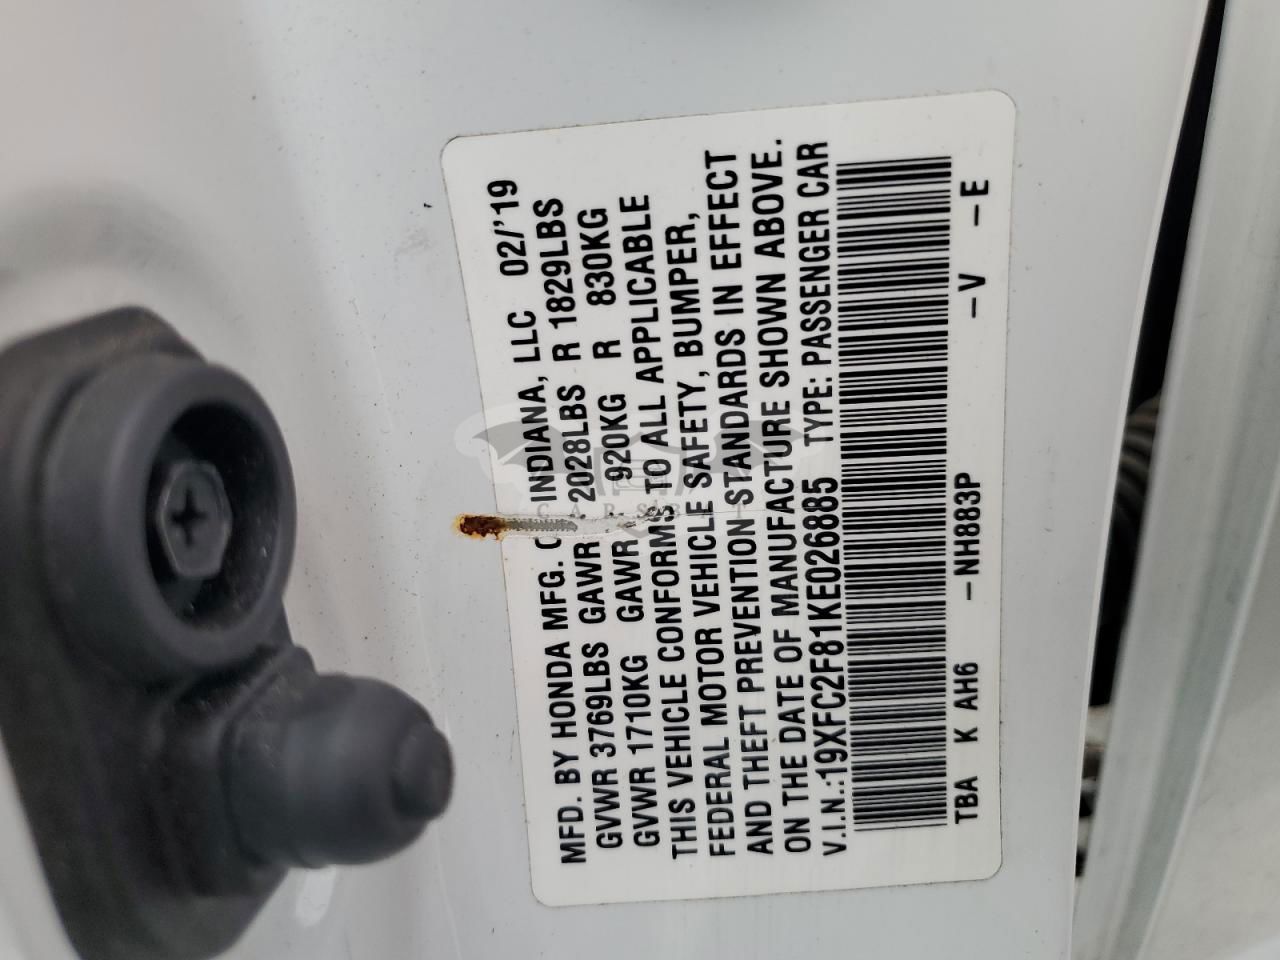 MFD. BY HONDA MFG. OF INDIANA, LLC 02/'19
GVWR 3769LBS GAWR F 2028LBS R 1829LBS
GVWR 1710KG GAWR F 920KG R 830KG
THIS VEHICLE CONFORMS TO ALL APPLICABLE
FEDERAL MOTOR VEHICLE SAFETY, BUMPER,
AND THEFT PREVENTION STANDARDS IN EFFECT
ON THE DATE OF MANUFACTURE SHOWN ABOVE.
V.I.N.:19XFC2F81KE026885 TYPE: PASSENGER CAR
TBA K AH6 –NH883P –V –E
CARSBAT